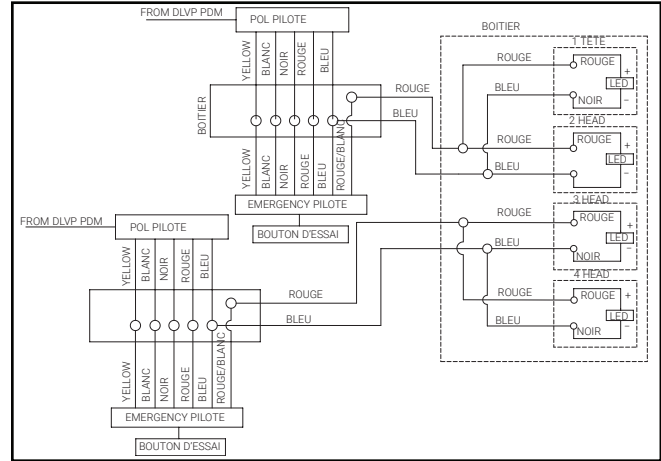 FROM DLVP PDM
POL PILOTE
YELLOW
BLANC
NOIR
ROUGE
BLEU
BOITIER
YELLOW
BLANC
NOIR
ROUGE
BLEU
ROUGE/BLANC
EMERGENCY PILOTE
BOUTON D'ESSAI
ROUGE
BLEU
BOITIER
1 TETE
ROUGE
ROUGE
+
LED
BLEU
NOIR
−
2 HEAD
ROUGE
ROUGE
+
LED
BLEU
−
3 HEAD
ROUGE
ROUGE
+
LED
BLEU
NOIR
−
4 HEAD
ROUGE
ROUGE
+
LED
BLEU
NOIR
−
FROM DLVP PDM
POL PILOTE
YELLOW
BLANC
NOIR
ROUGE
BLEU
ROUGE
BLEU
YELLOW
BLANC
NOIR
ROUGE
BLEU
ROUGE/BLANC
EMERGENCY PILOTE
BOUTON D'ESSAI